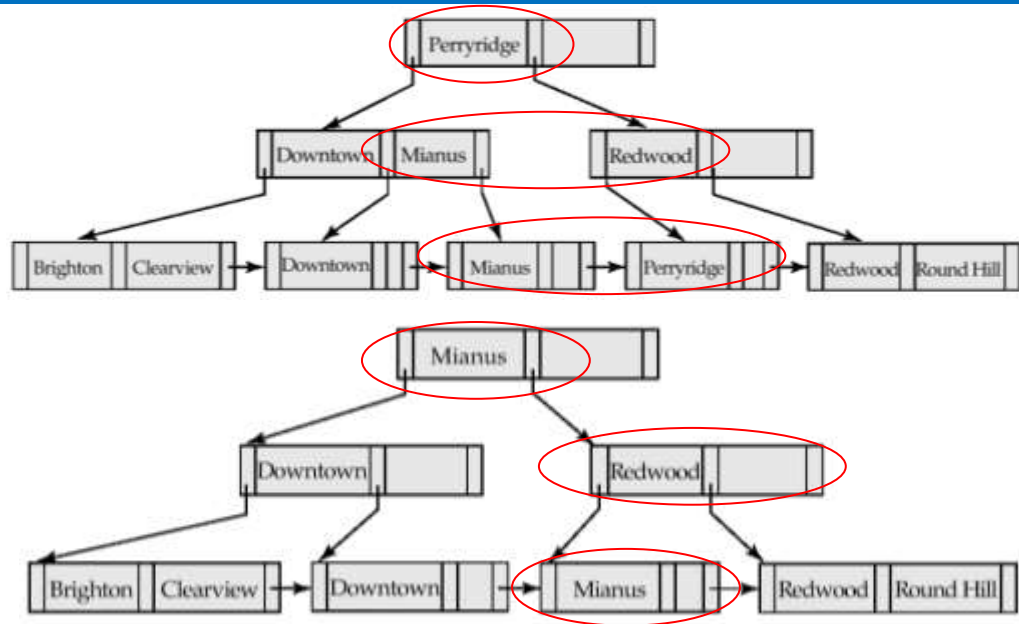 Perryridge
Downtown Mianus Redwood
Brighton Clearview Downtown Mianus Perryridge Redwood Round Hill
Mianus
Downtown Redwood
Brighton Clearview Downtown Mianus Redwood Round Hill